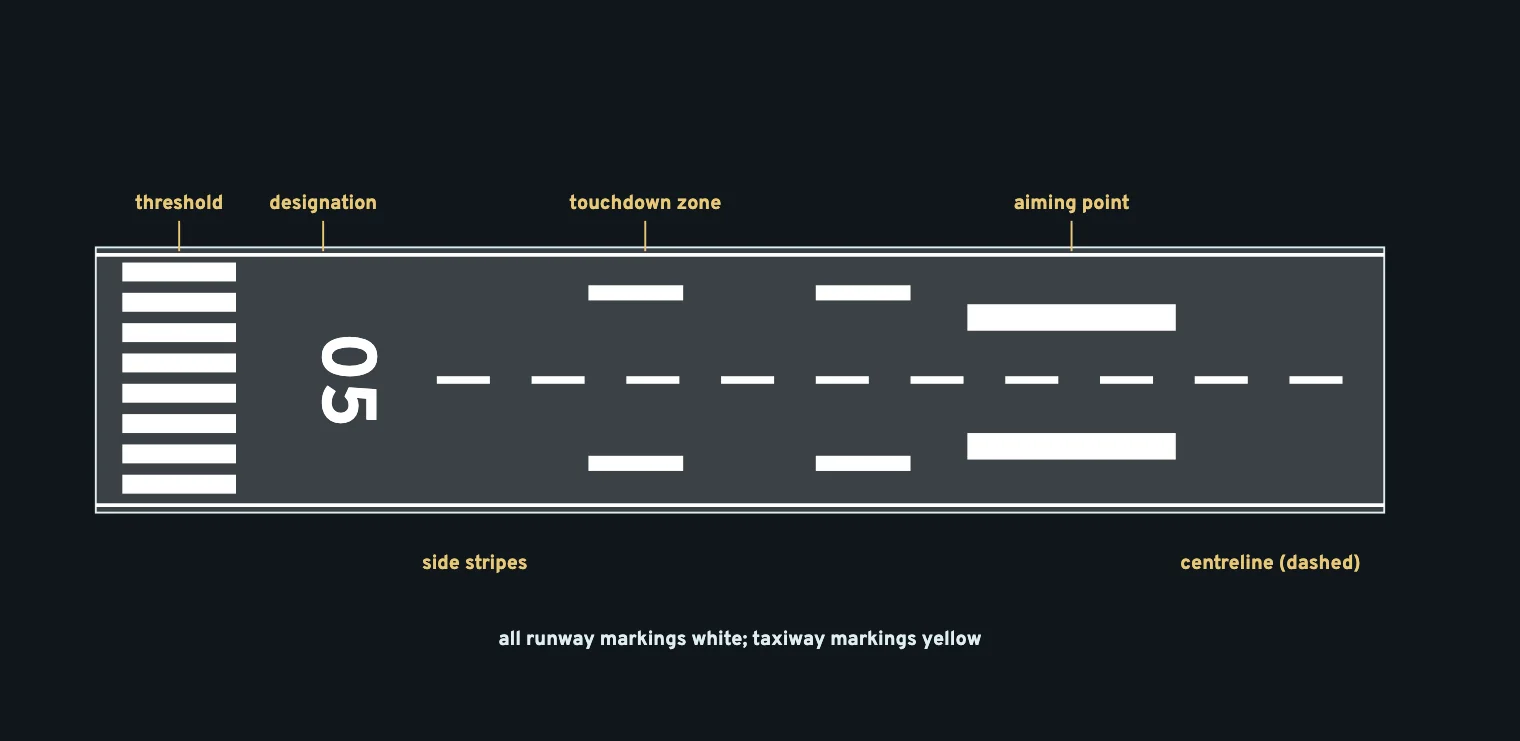 threshold
designation
touchdown zone
aiming point
05
side stripes
centreline (dashed)
all runway markings white; taxiway markings yellow